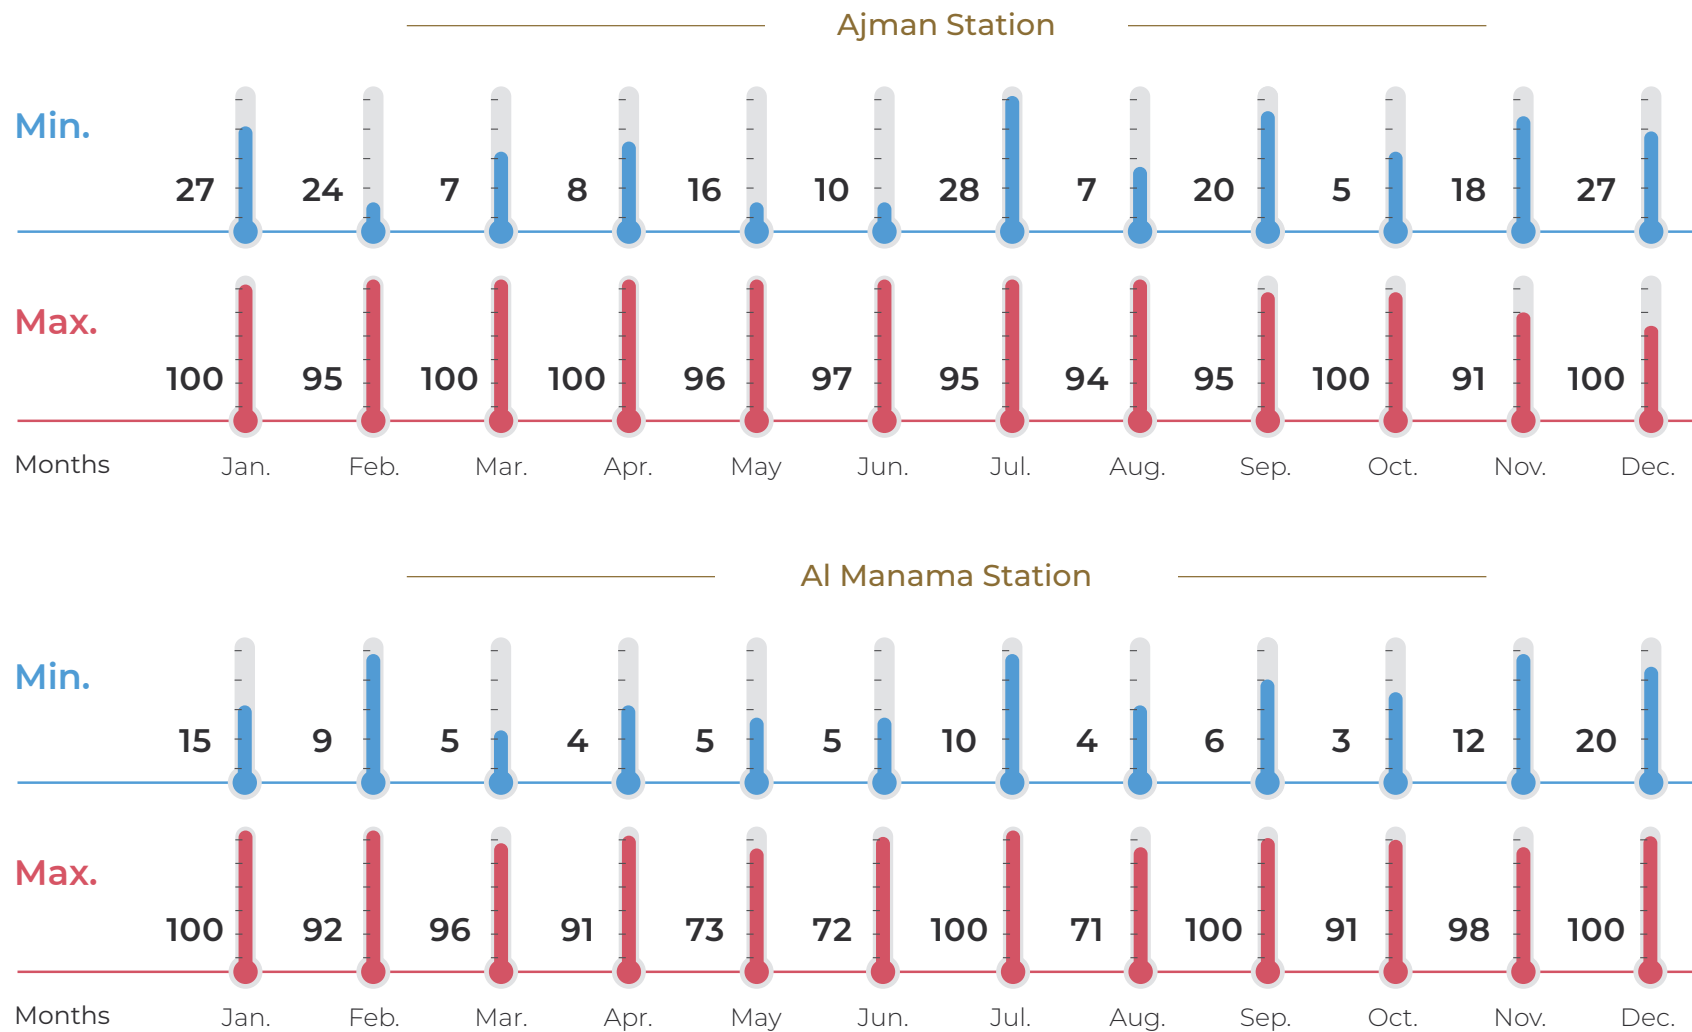 Ajman Station
Min.
27 24 7 8 16 10 28 7 20 5 18 27
Max.
100 95 100 100 96 97 95 94 95 100 91 100
Months Jan. Feb. Mar. Apr. May Jun. Jul. Aug. Sep. Oct. Nov. Dec.
Al Manama Station
Min.
15 9 5 4 5 5 10 4 6 3 12 20
Max.
100 92 96 91 73 72 100 71 100 91 98 100
Months Jan. Feb. Mar. Apr. May Jun. Jul. Aug. Sep. Oct. Nov. Dec.